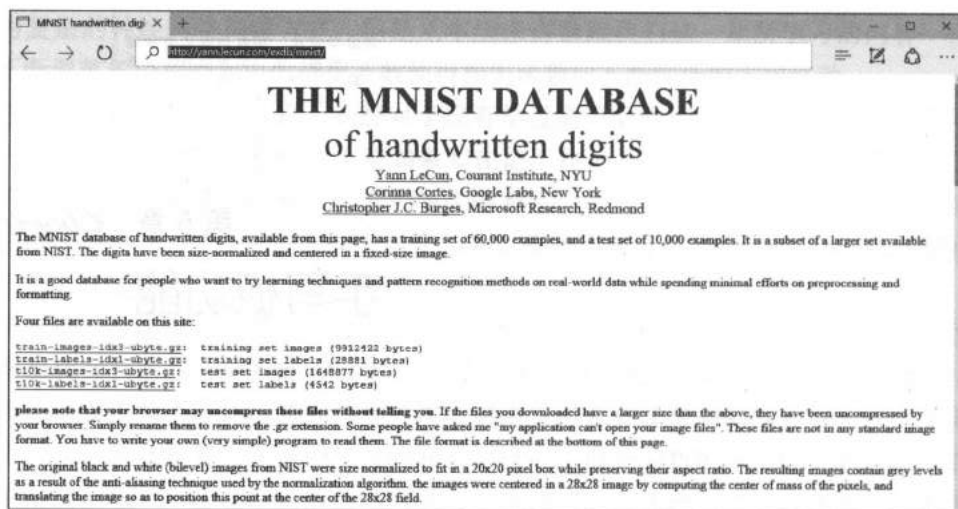 MNIST handwritten digi
http://yann.lecun.com/exdb/mnist/
THE MNIST DATABASE
of handwritten digits
Yann LeCun, Courant Institute, NYU
Corinna Cortes, Google Labs, New York
Christopher J.C. Burges, Microsoft Research, Redmond
The MNIST database of handwritten digits, available from this page, has a training set of 60,000 examples, and a test set of 10,000 examples. It is a subset of a larger set available
from NIST. The digits have been size-normalized and centered in a fixed-size image.
It is a good database for people who want to try learning techniques and pattern recognition methods on real-world data while spending minimal efforts on preprocessing and
formatting.
Four files are available on this site:
train-images-idx3-ubyte.gz: training set images (9912422 bytes)
train-labels-idx1-ubyte.gz: training set labels (28881 bytes)
t10k-images-idx3-ubyte.gz: test set images (1648877 bytes)
t10k-labels-idx1-ubyte.gz: test set labels (4542 bytes)
please note that your browser may uncompress these files without telling you. If the files you downloaded have a larger size than the above, they have been uncompressed by
your browser. Simply rename them to remove the .gz extension. Some people have asked me "my application can't open your image files". These files are not in any standard image
format. You have to write your own (very simple) program to read them. The file format is described at the bottom of this page.
The original black and white (bilevel) images from NIST were size normalized to fit in a 20x20 pixel box while preserving their aspect ratio. The resulting images contain grey levels
as a result of the anti-aliasing technique used by the normalization algorithm. the images were centered in a 28x28 image by computing the center of mass of the pixels, and
translating the image so as to position this point at the center of the 28x28 field.